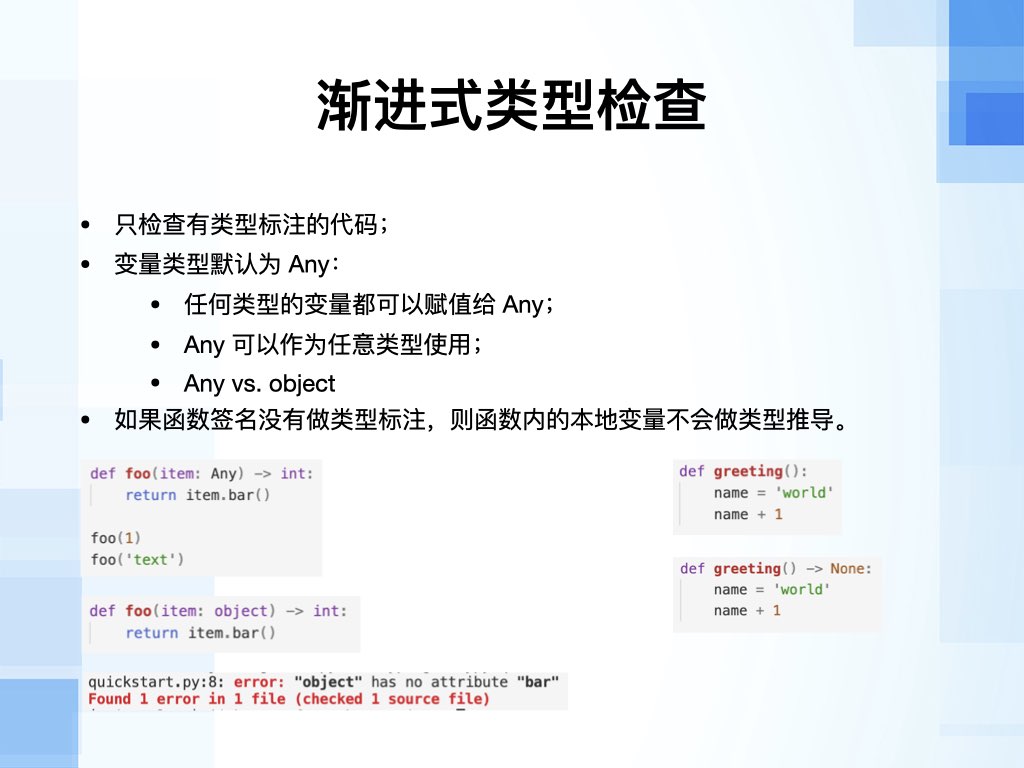 渐进式类型检查
• 只检查有类型标注的代码；
• 变量类型默认为 Any：
• 任何类型的变量都可以赋值给 Any；
• Any 可以作为任意类型使用；
• Any vs. object
• 如果函数签名没有做类型标注，则函数内的本地变量不会做类型推导。
def foo(item: Any) -> int:
    return item.bar()
foo(1)
foo('text')
def foo(item: object) -> int:
    return item.bar()
quickstart.py:8: error: "object" has no attribute "bar"
Found 1 error in 1 file (checked 1 source file)
def greeting():
    name = 'world'
    name + 1
def greeting() -> None:
    name = 'world'
    name + 1